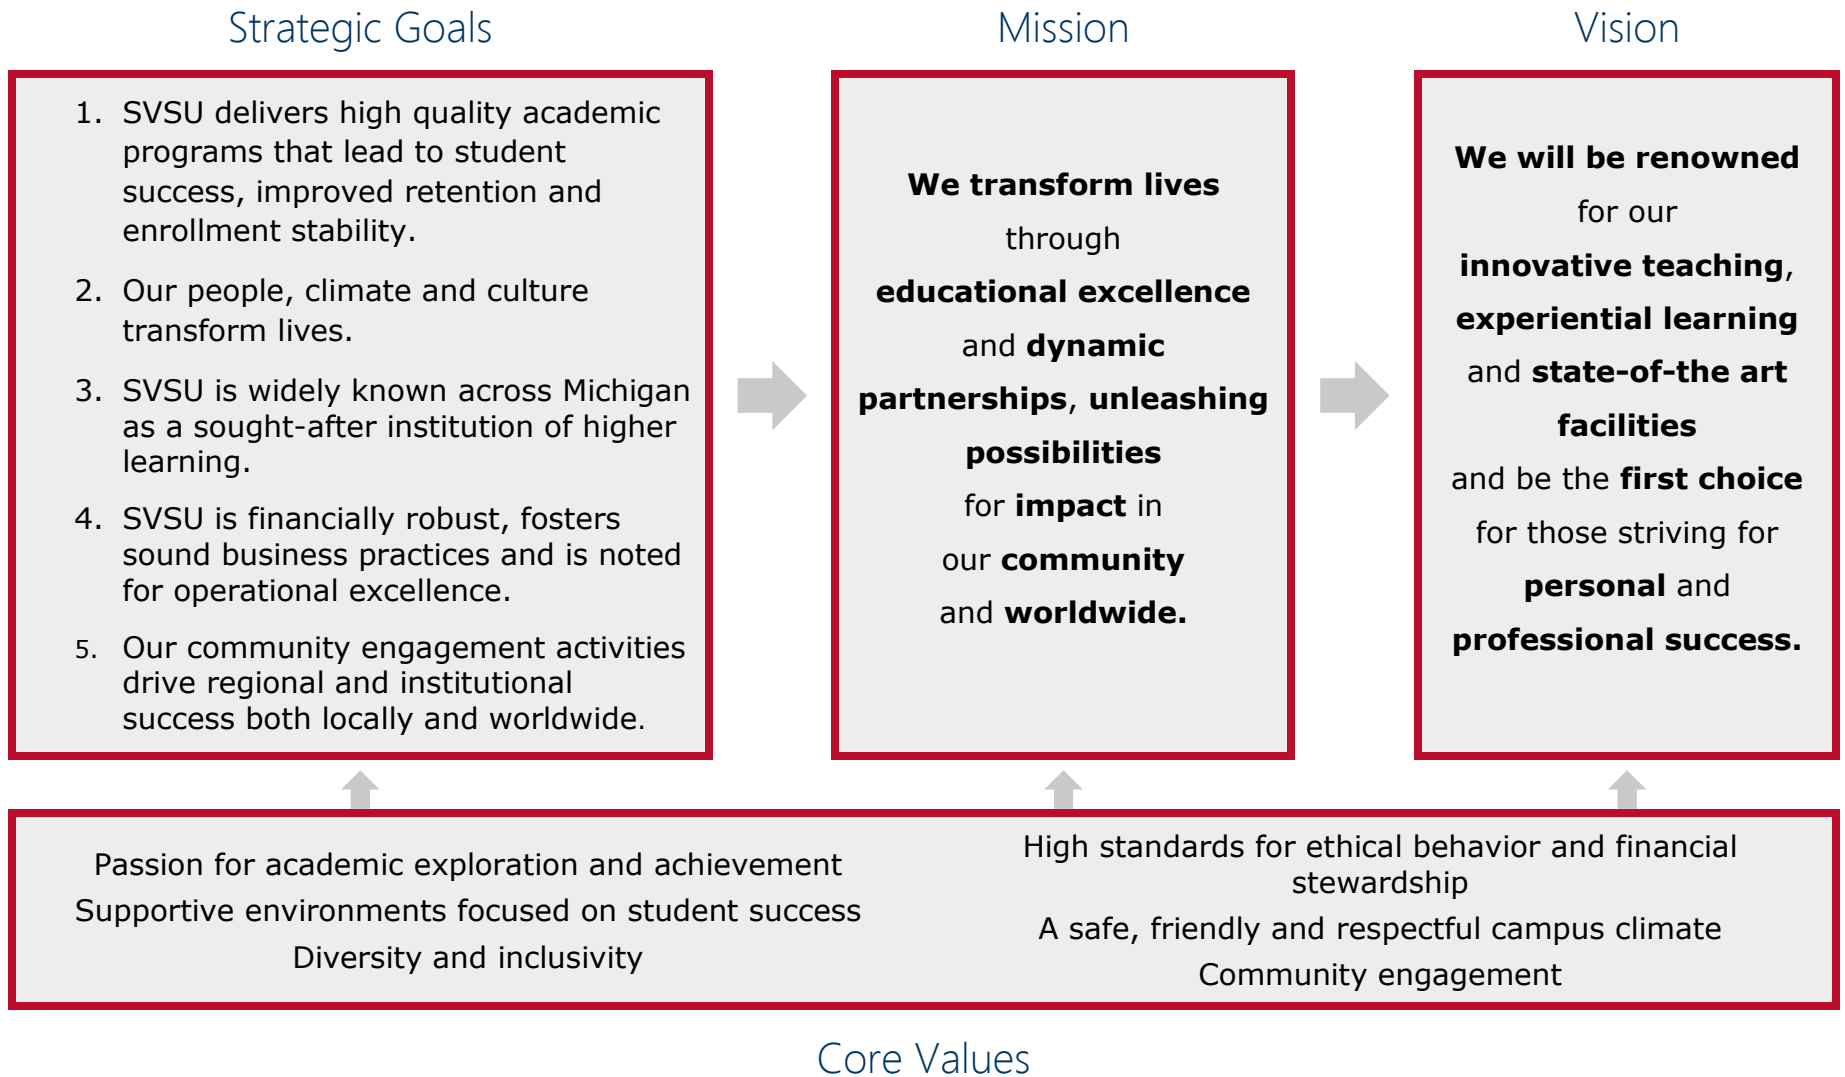 Strategic Goals
1. SVSU delivers high quality academic
programs that lead to student
success, improved retention and
enrollment stability.
2. Our people, climate and culture
transform lives.
3. SVSU is widely known across Michigan
as a sought-after institution of higher
learning.
4. SVSU is financially robust, fosters
sound business practices and is noted
for operational excellence.
5. Our community engagement activities
drive regional and institutional
success both locally and worldwide.
Mission
We transform lives
through
educational excellence
and dynamic
partnerships, unleashing
possibilities
for impact in
our community
and worldwide.
Vision
We will be renowned
for our
innovative teaching,
experiential learning
and state-of-the art
facilities
and be the first choice
for those striving for
personal and
professional success.
Passion for academic exploration and achievement
Supportive environments focused on student success
Diversity and inclusivity
High standards for ethical behavior and financial
stewardship
A safe, friendly and respectful campus climate
Community engagement
Core Values